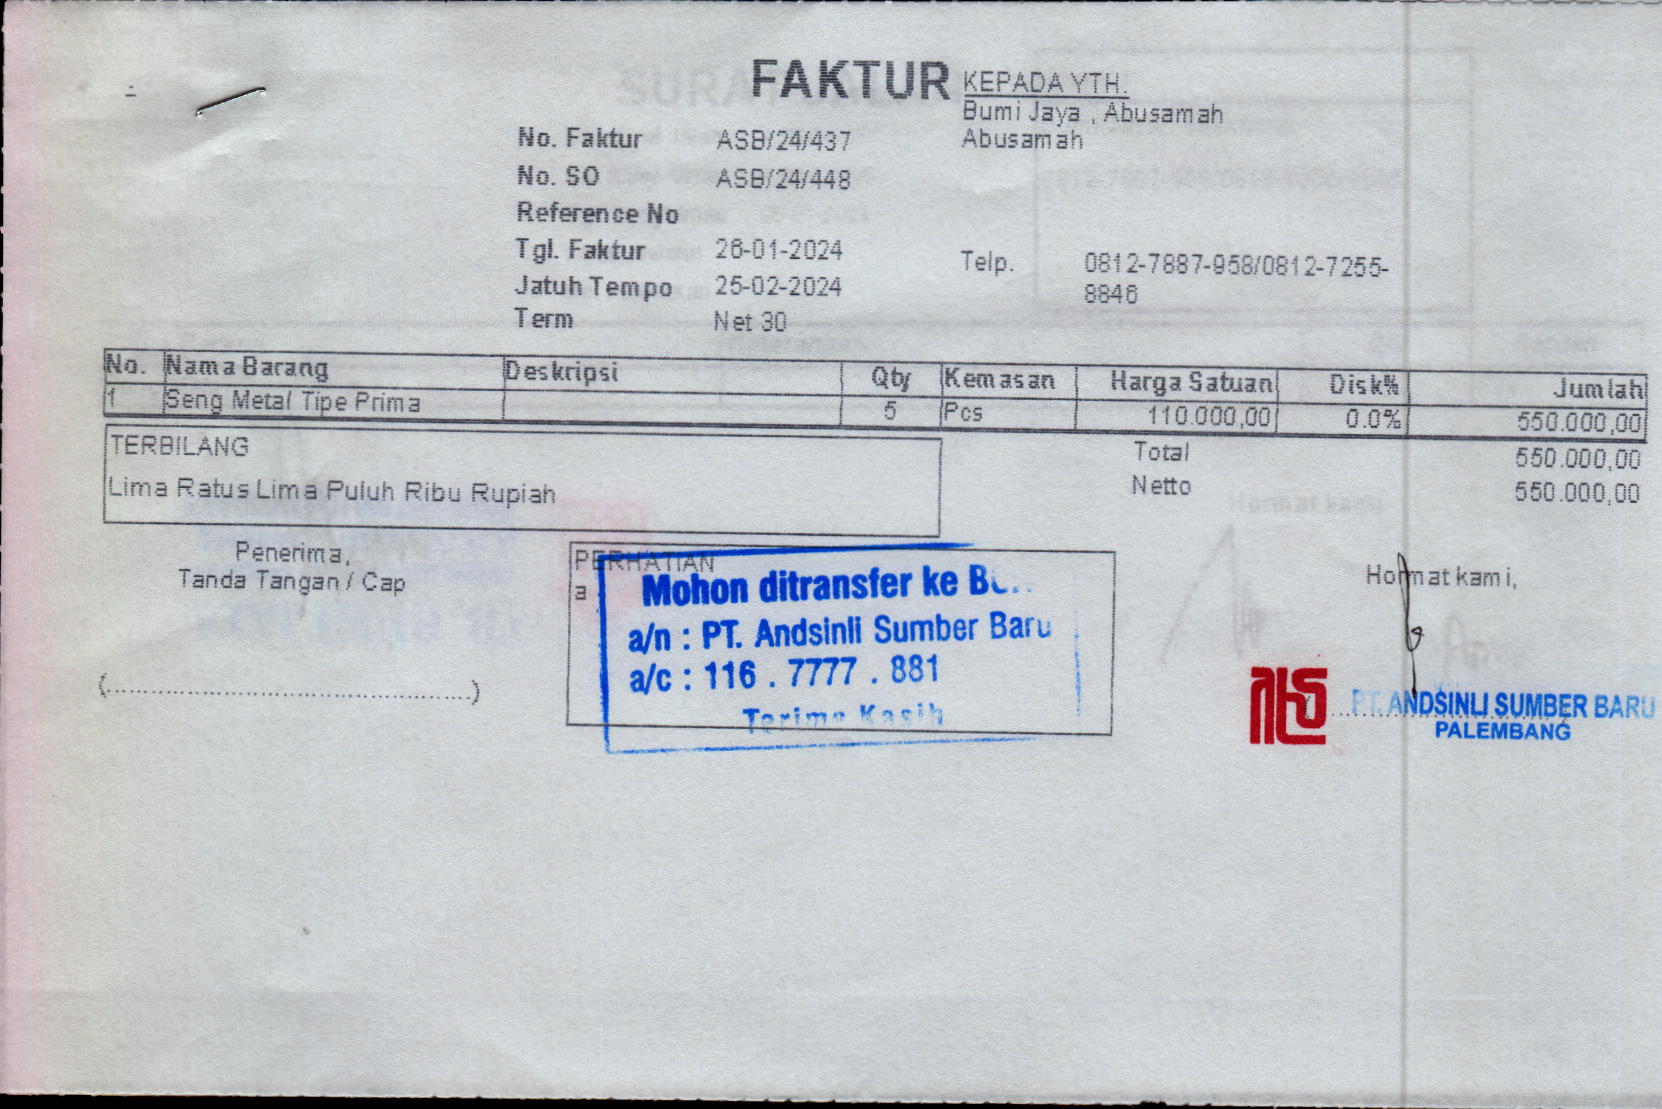 FAKTUR
KEPADA YTH.
Bumi Jaya , Abusamah
Abusamah
No. Faktur ASB/24/437
No. SO ASB/24/448
Reference No
Tgl. Faktur 26-01-2024
Jatuh Tempo 25-02-2024
Term Net 30
Telp. 0812-7887-958/0812-7255-
8846
No. Nama Barang Deskripsi Qty Kemasan Harga Satuan Disk% Jumlah
1 Seng Metal Tipe Prima 5 Pcs 110.000,00 0.0% 550.000,00
TERBILANG
Lima Ratus Lima Puluh Ribu Rupiah
Total 550.000,00
Netto 550.000,00
Penerima,
Tanda Tangan / Cap
(............................................)
PERHATIAN
a
Mohon ditransfer ke
a/n : PT. Andsinli Sumber Baru
a/c : 116 . 7777 . 881
Terima Kasih
Hormat kami,
PT. ANDSINLI SUMBER BARU
PALEMBANG